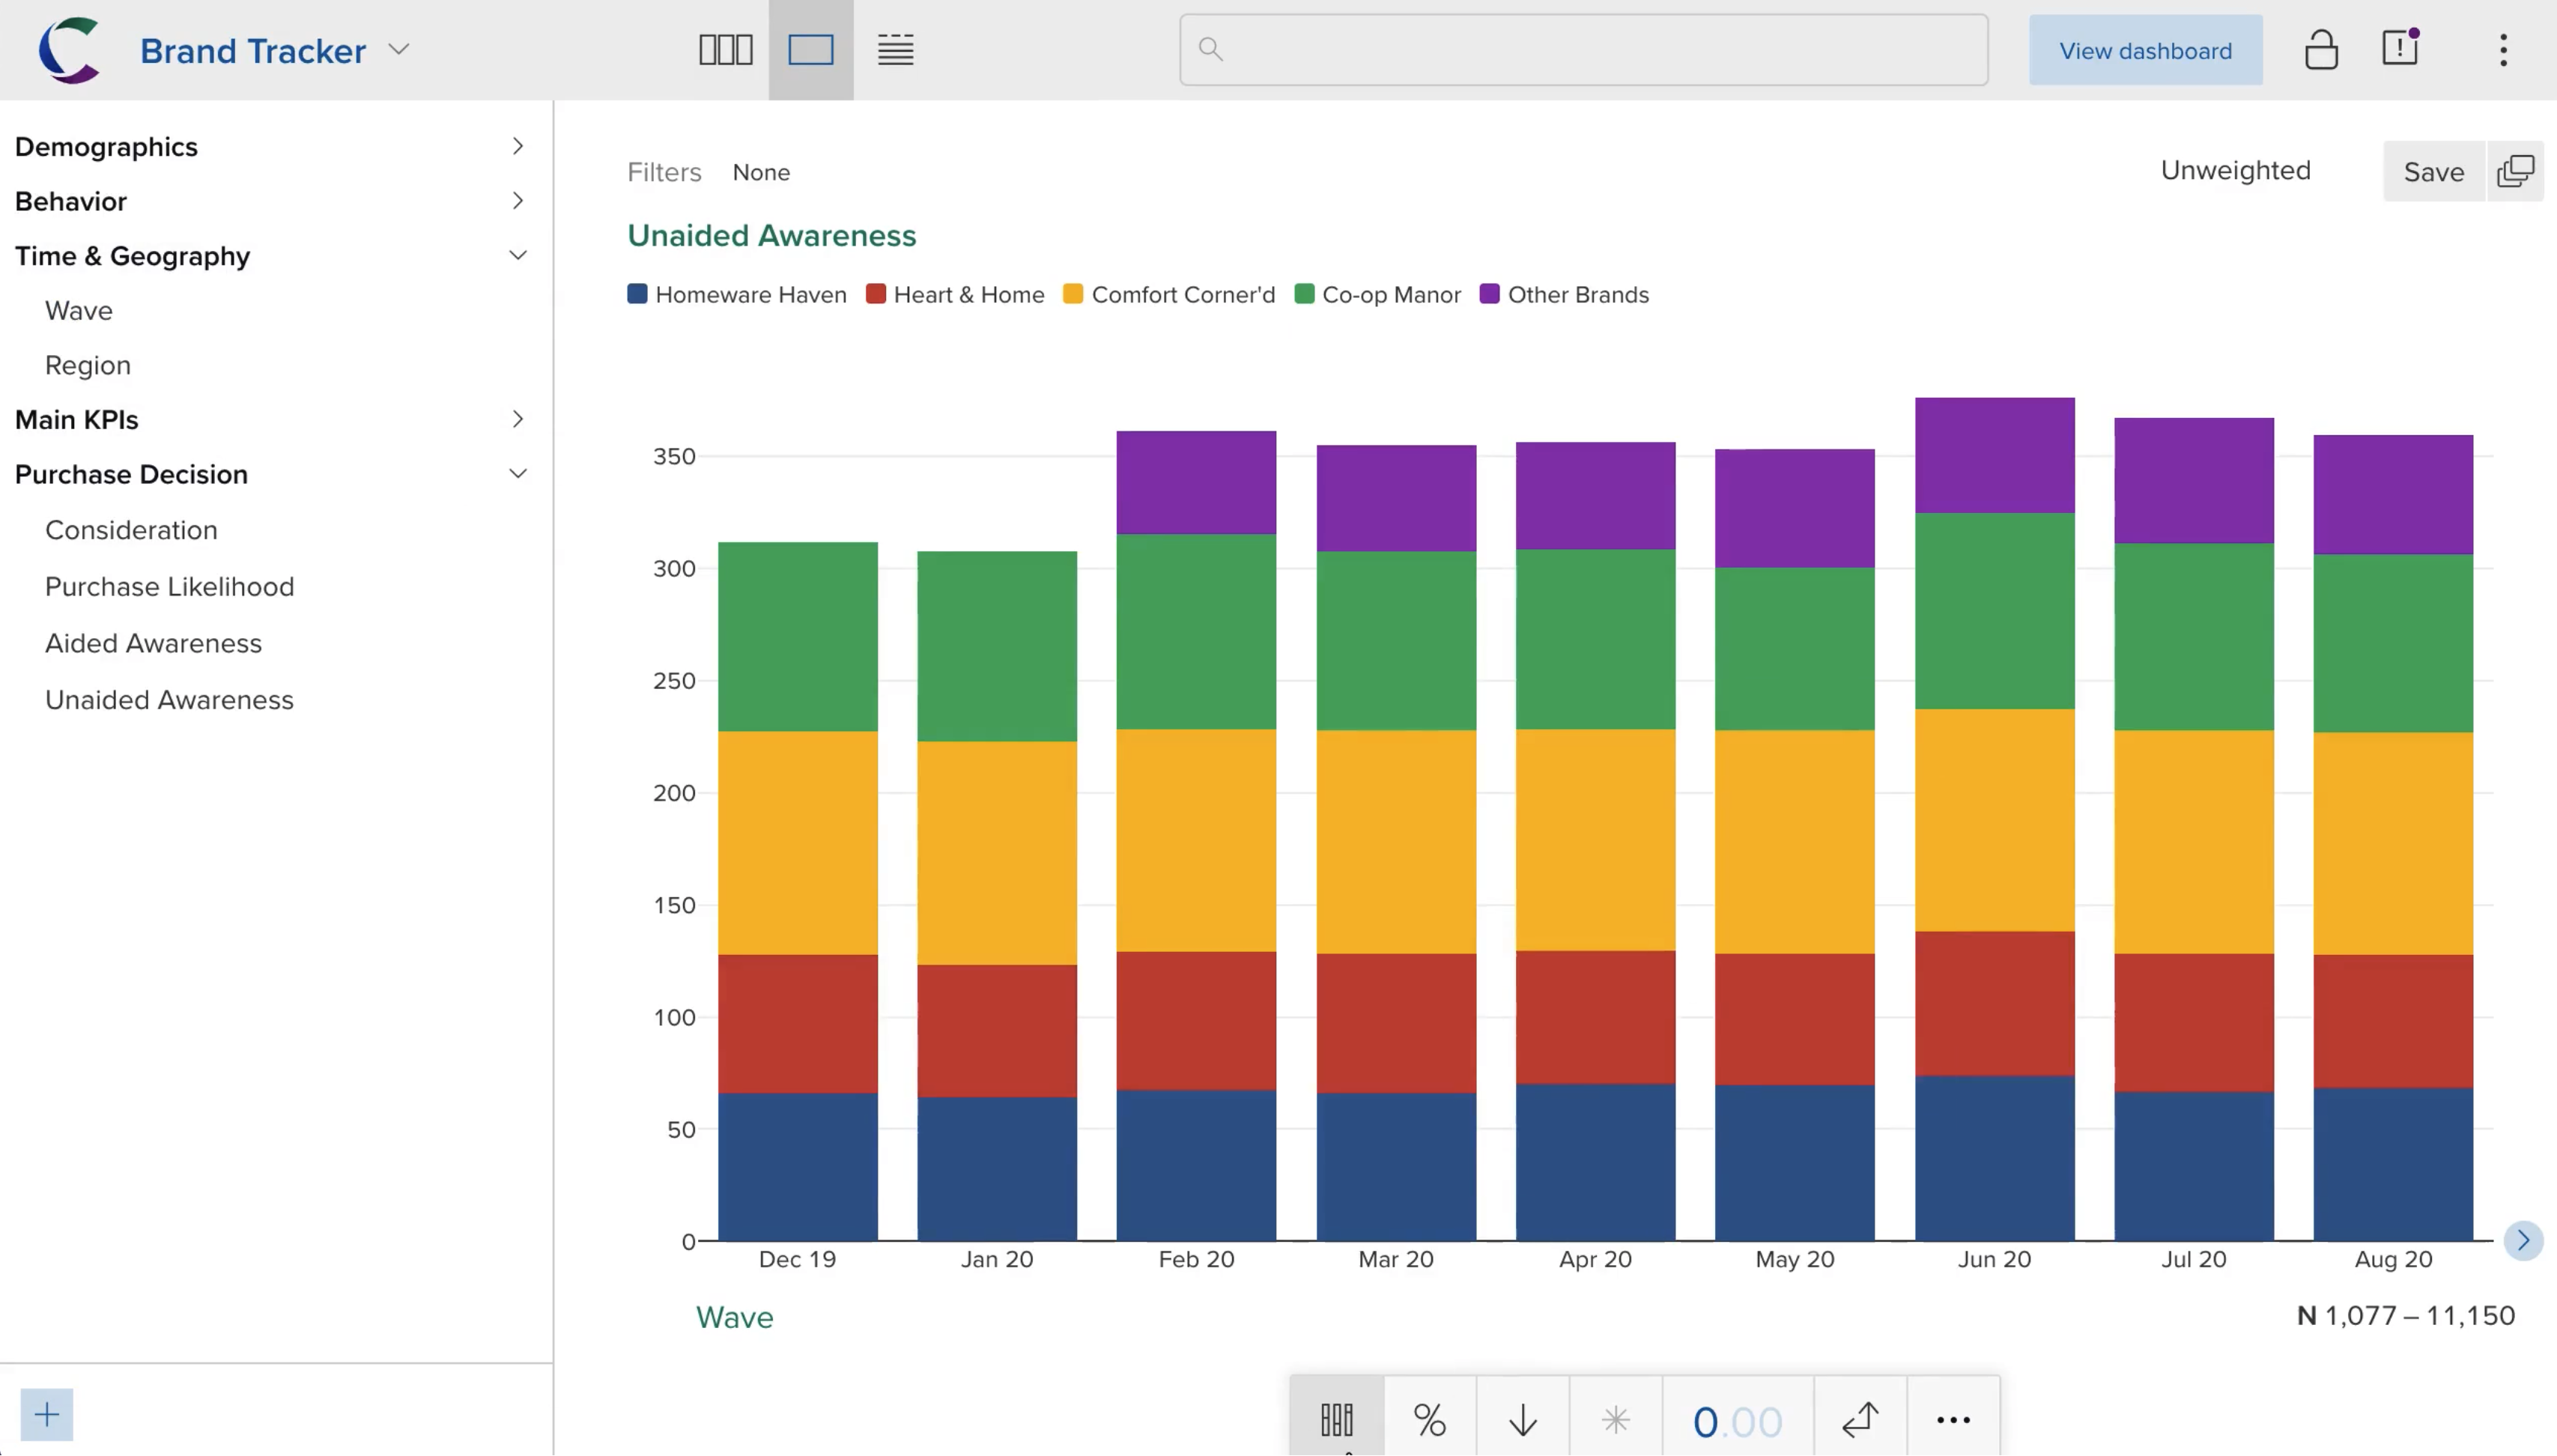 Brand Tracker
View dashboard
Demographics
Behavior
Time & Geography
Wave
Region
Main KPIs
Purchase Decision
Consideration
Purchase Likelihood
Aided Awareness
Unaided Awareness
Filters None
Unweighted
Save
Unaided Awareness
Homeware Haven Heart & Home Comfort Corner'd Co-op Manor Other Brands
350
300
250
200
150
100
50
0
Dec 19 Jan 20 Feb 20 Mar 20 Apr 20 May 20 Jun 20 Jul 20 Aug 20
Wave
N 1,077 – 11,150
% 0.00